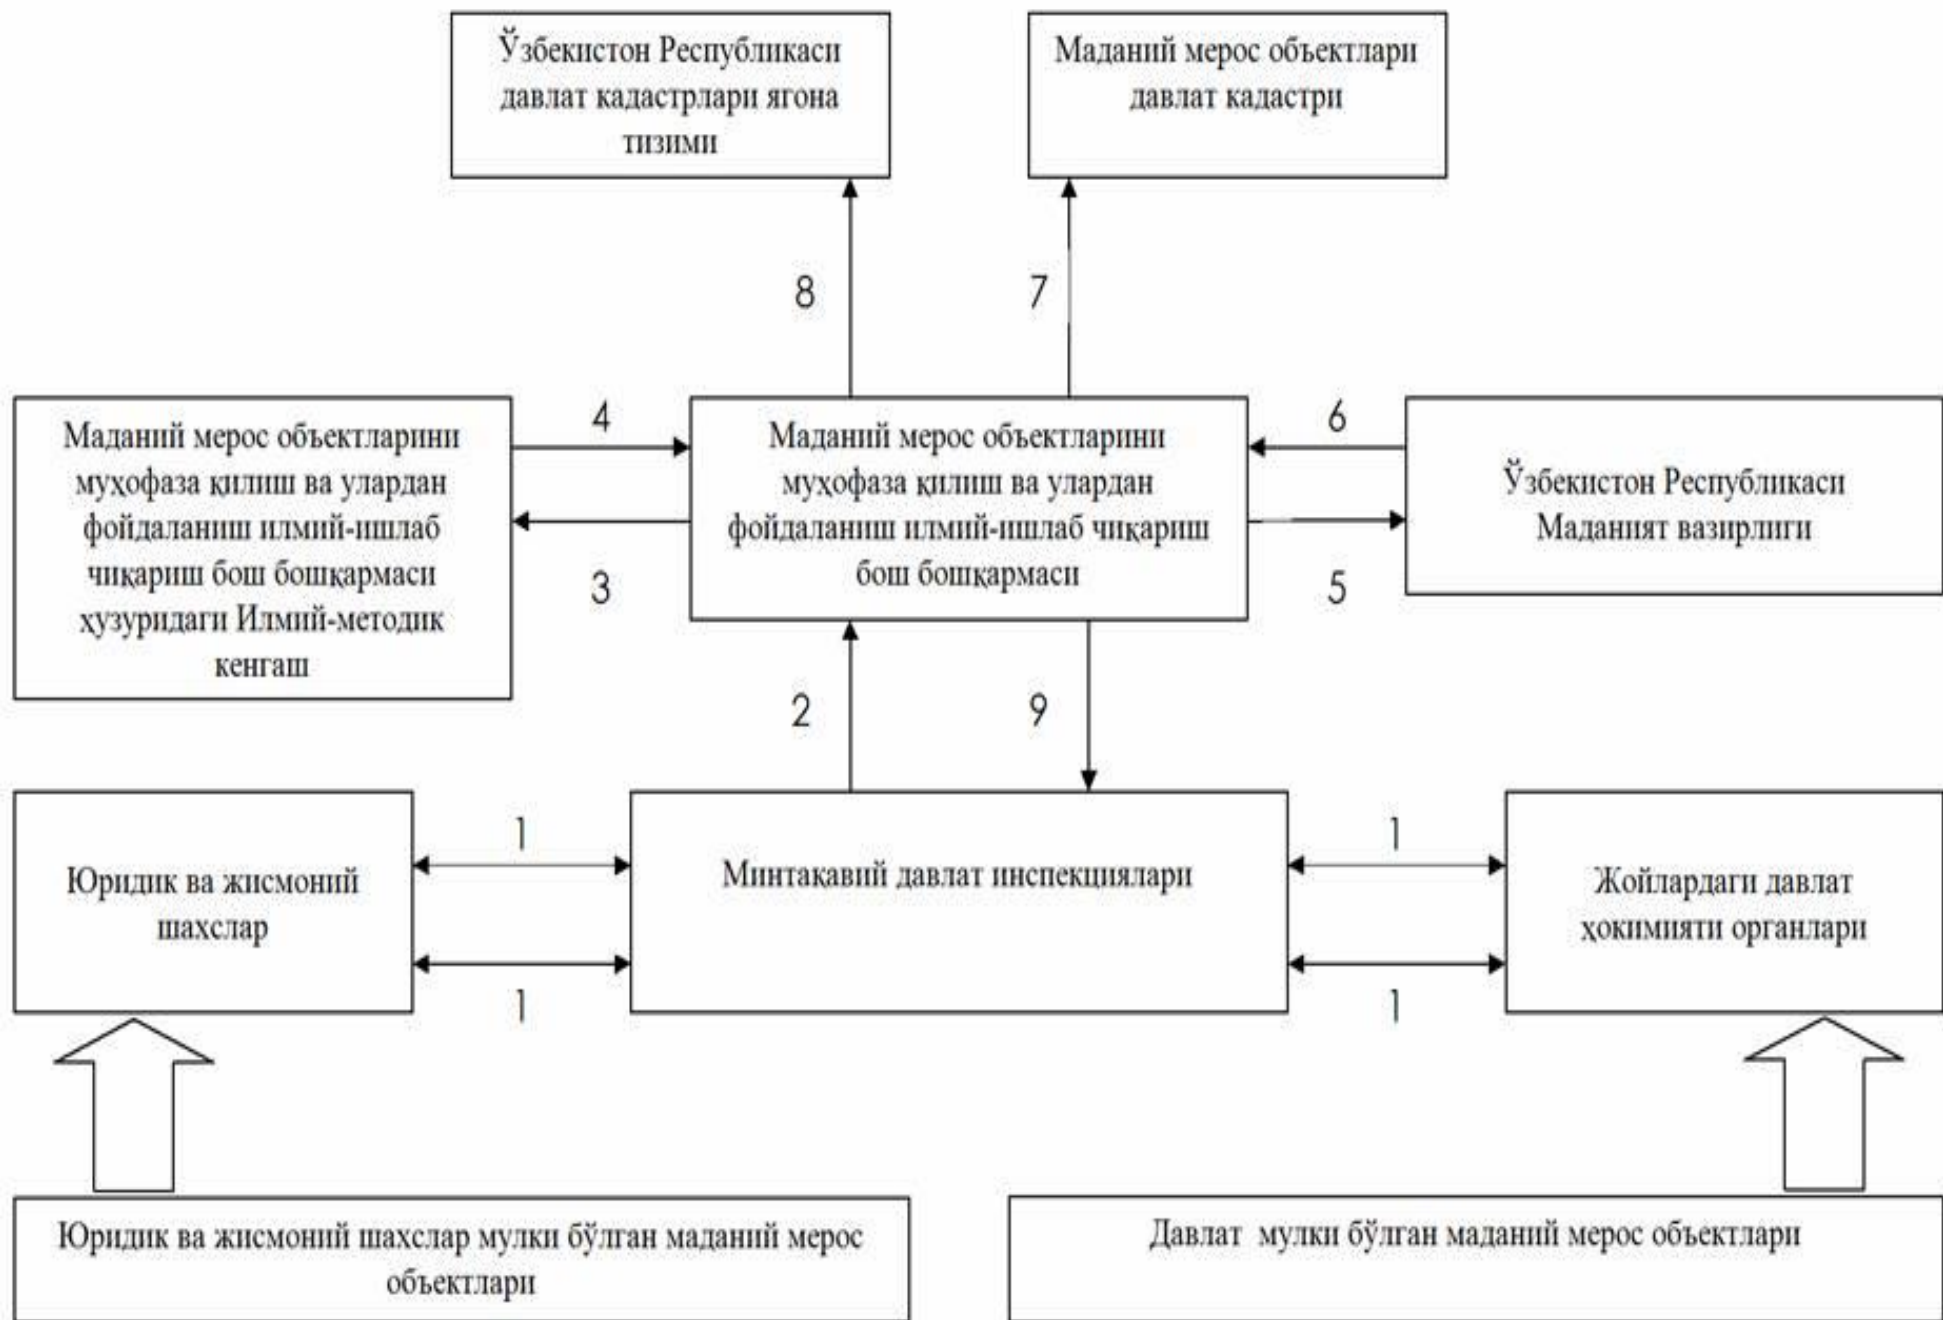 Ўзбекистон Республикаси
давлат кадастрлари ягона
тизими
Маданий мерос объектлари
давлат кадастри
8
7
Маданий мерос объектларини
муҳофаза қилиш ва улардан
фойдаланиш илмий-ишлаб
чиқариш бош бошқармаси
ҳузуридаги Илмий-методик
кенгаш
4
3
Маданий мерос объектларини
муҳофаза қилиш ва улардан
фойдаланиш илмий-ишлаб чиқариш
бош бошқармаси
6
5
Ўзбекистон Республикаси
Маданият вазирлиги
2
9
Юридик ва жисмоний
шахслар
1
1
Минтақавий давлат инспекциялари
1
1
Жойлардаги давлат
ҳокимияти органлари
Юридик ва жисмоний шахслар мулки бўлган маданий мерос
объектлари
Давлат мулки бўлган маданий мерос объектлари